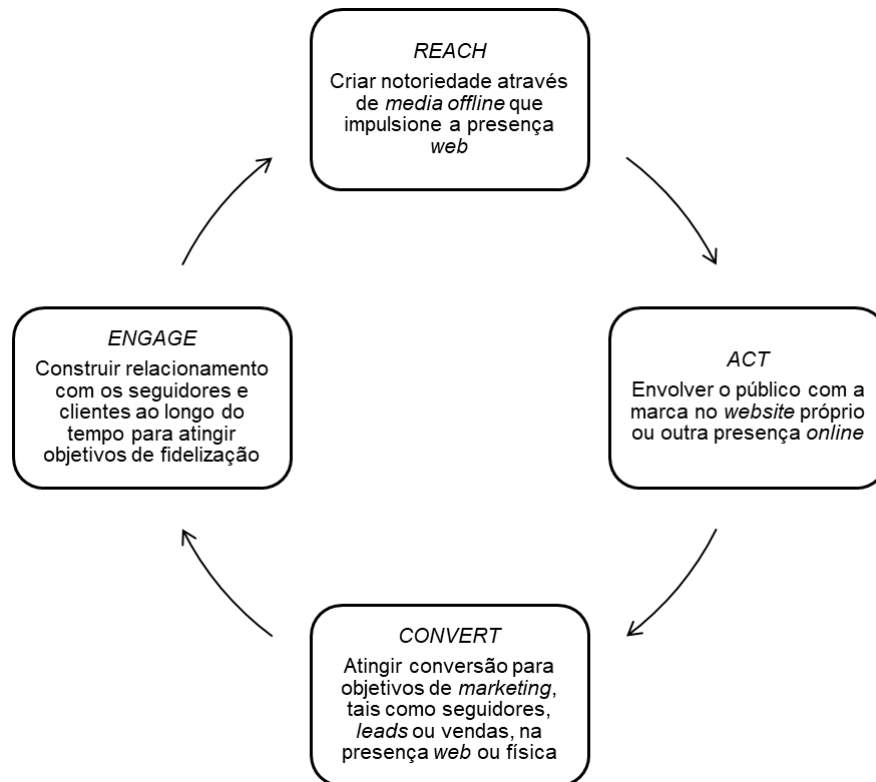 REACH
Criar notoriedade através
de media offline que
impulsione a presença
web
ENGAGE
Construir relacionamento
com os seguidores e
clientes ao longo do
tempo para atingir
objetivos de fidelização
ACT
Envolver o público com a
marca no website próprio
ou outra presença online
CONVERT
Atingir conversão para
objetivos de marketing,
tais como seguidores,
leads ou vendas, na
presença web ou física